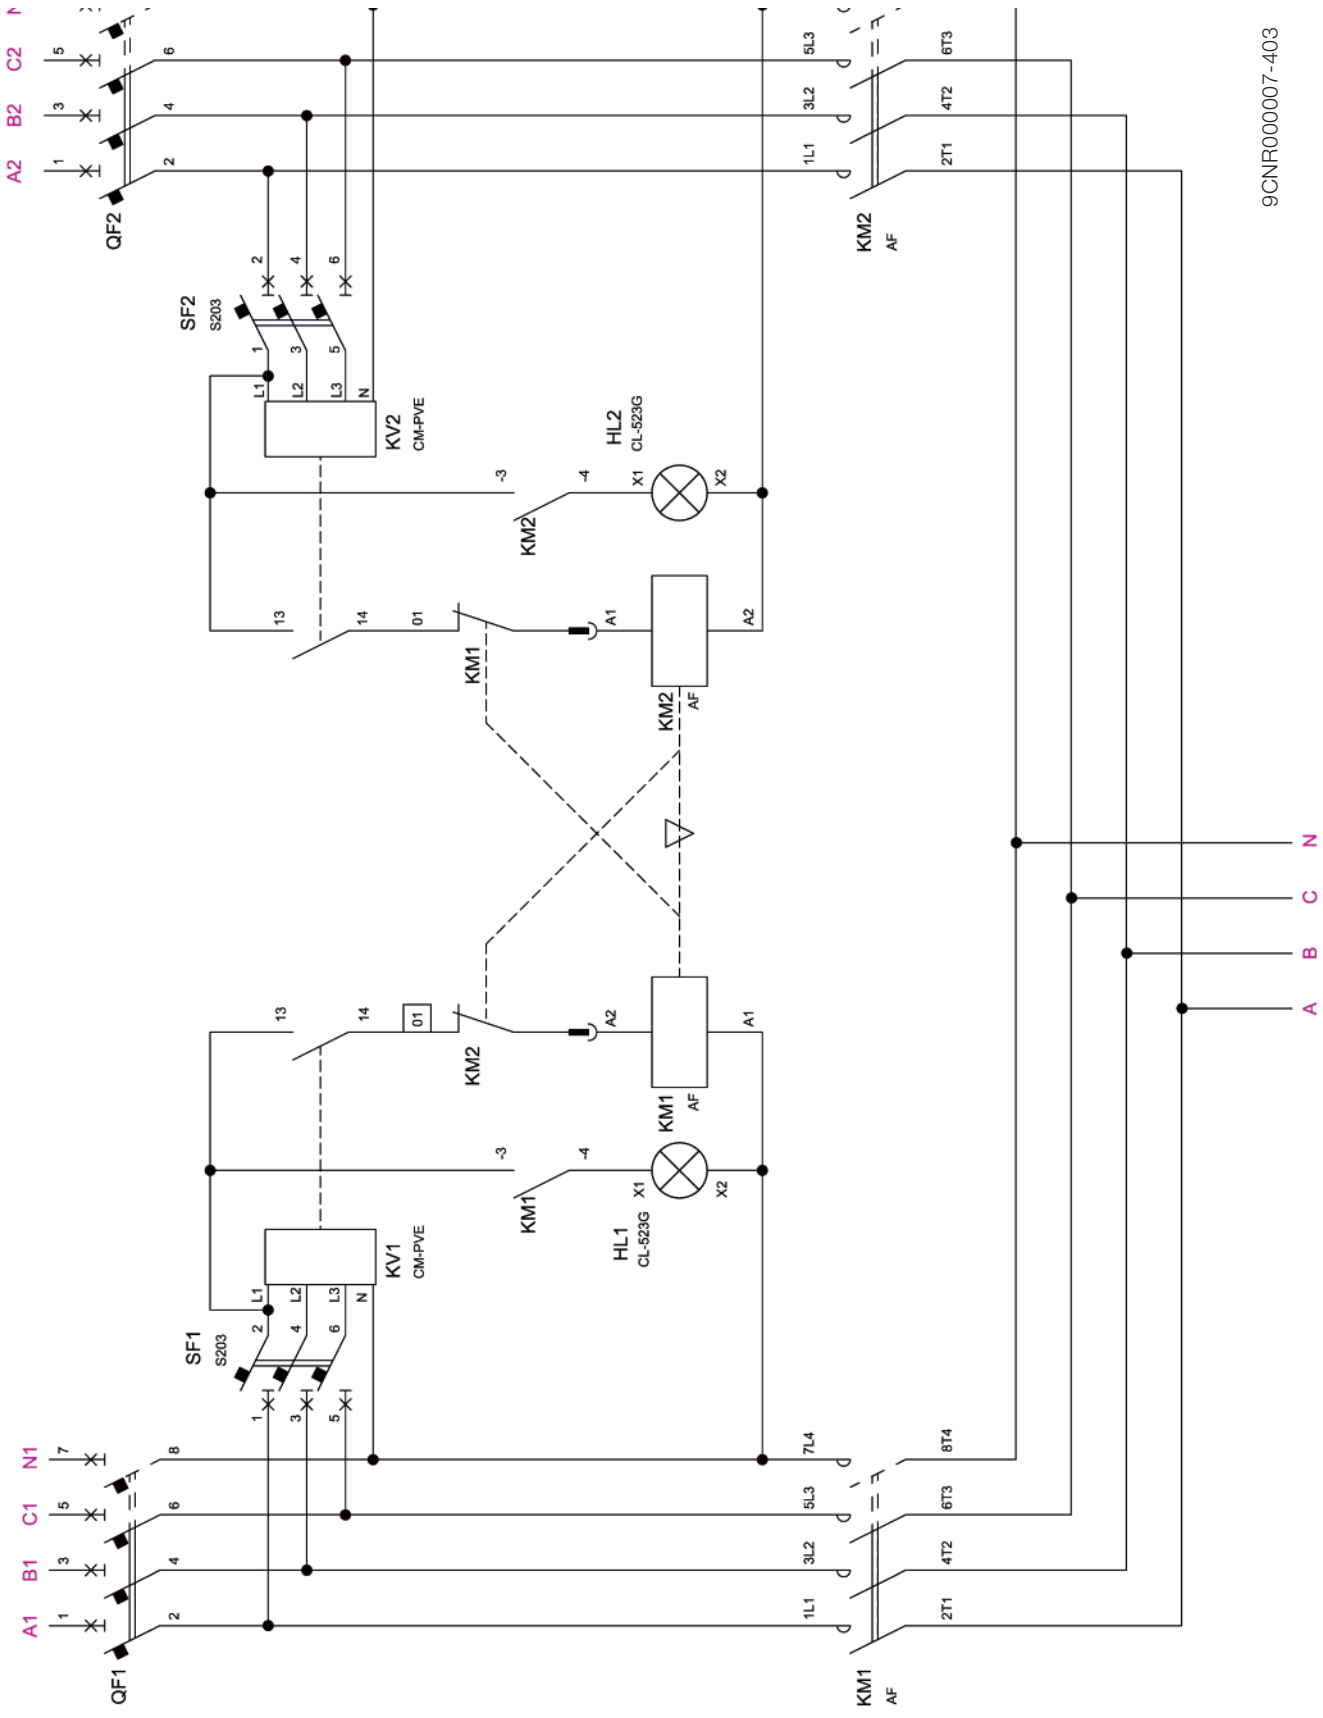 A1
B1
C1
N1
1
3
5
7
QF1
2
4
6
8
SF1
S203
1
3
5
2
4
6
L1
L2
L3
N
KV1
CM-PVE
13
14
01
KM2
A2
A1
KM1
AF
-3
-4
KM1
X1
X2
HL1
CL-523G
1L1
3L2
5L3
7L4
KM1
AF
2T1
4T2
6T3
8T4
A2
B2
C2
1
3
5
QF2
2
4
6
SF2
S203
2
4
6
1
3
5
L1
L2
L3
N
KV2
CM-PVE
13
14
01
KM1
A1
A2
KM2
AF
-3
-4
KM2
X1
X2
HL2
CL-523G
1L1
3L2
5L3
KM2
AF
2T1
4T2
6T3
A
B
C
N
9CNR000007-403